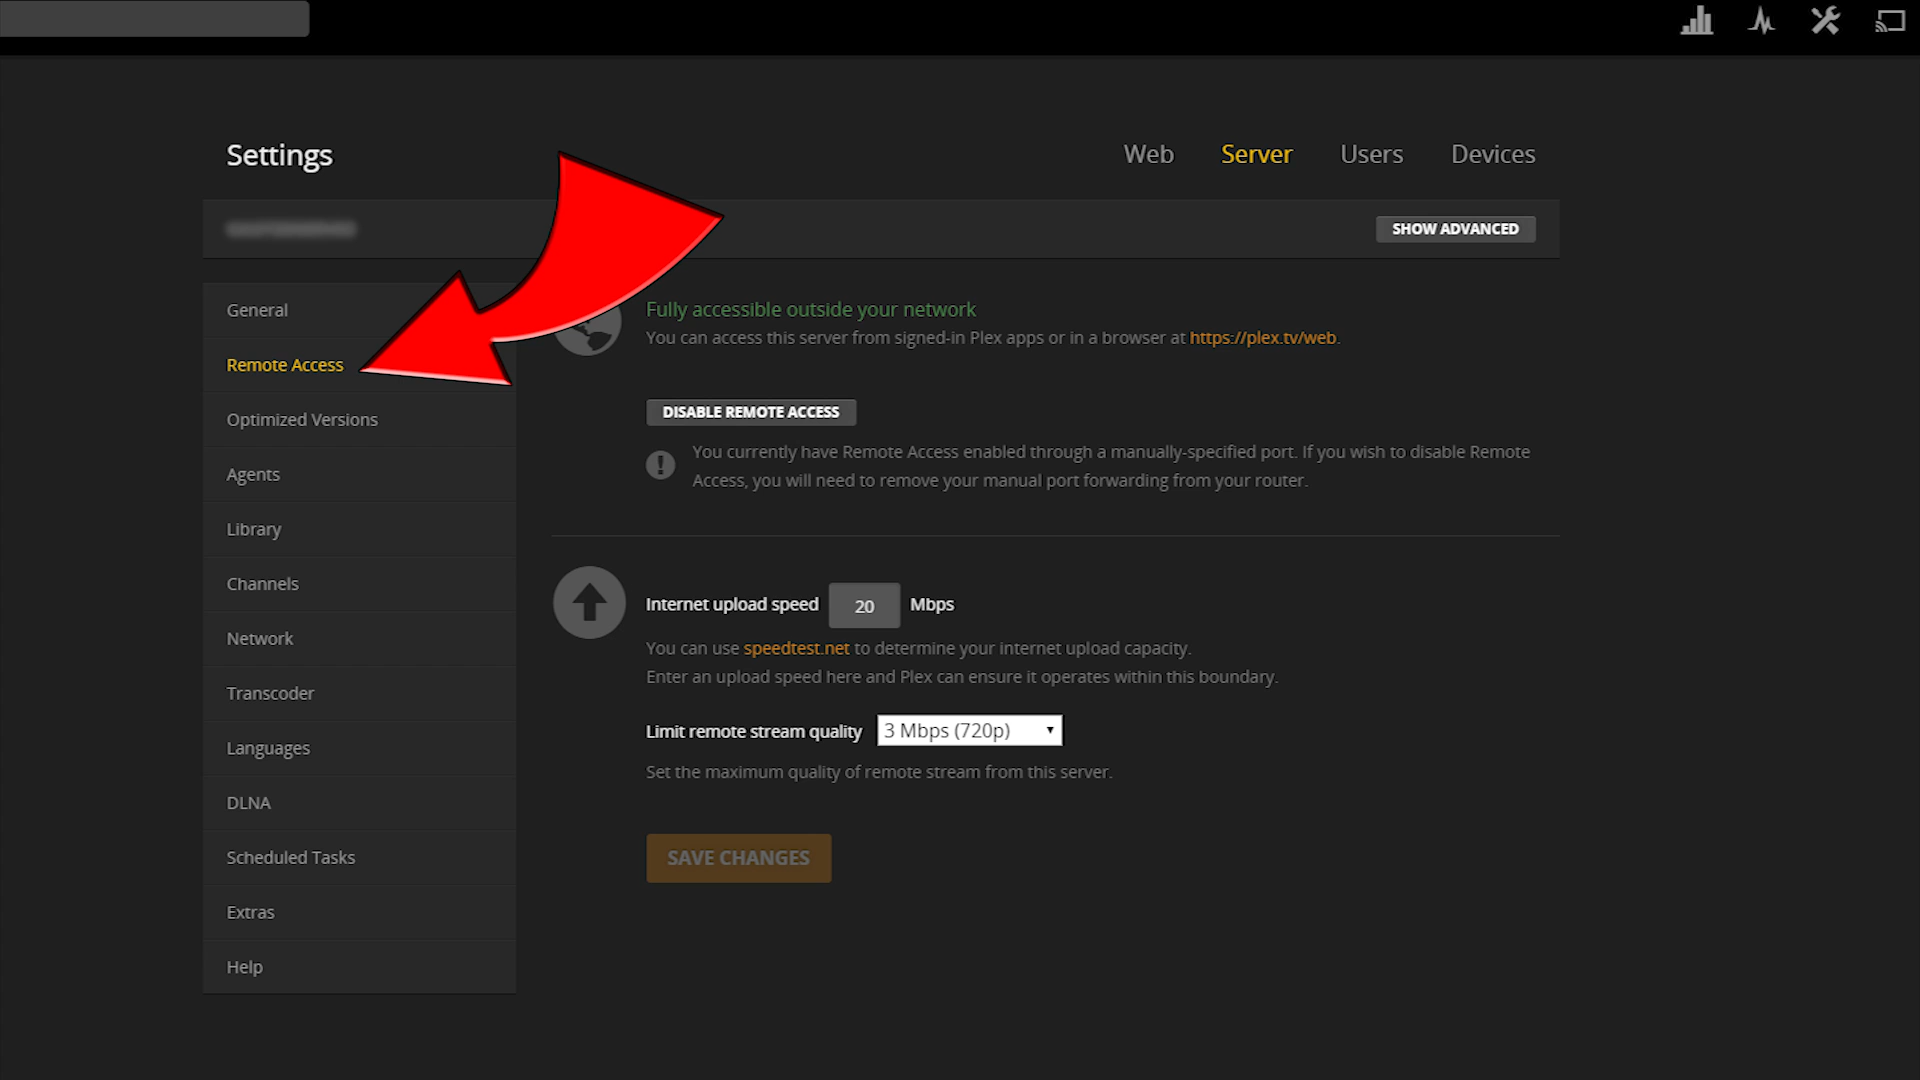 Settings
Web
Server
Users
Devices
SHOW ADVANCED
General
Remote Access
Optimized Versions
Agents
Library
Channels
Network
Transcoder
Languages
DLNA
Scheduled Tasks
Extras
Help
Fully accessible outside your network
You can access this server from signed-in Plex apps or in a browser at https://plex.tv/web.
DISABLE REMOTE ACCESS
You currently have Remote Access enabled through a manually-specified port. If you wish to disable Remote
Access, you will need to remove your manual port forwarding from your router.
Internet upload speed 20 Mbps
You can use speedtest.net to determine your internet upload capacity.
Enter an upload speed here and Plex can ensure it operates within this boundary.
Limit remote stream quality 3 Mbps (720p)
Set the maximum quality of remote stream from this server.
SAVE CHANGES